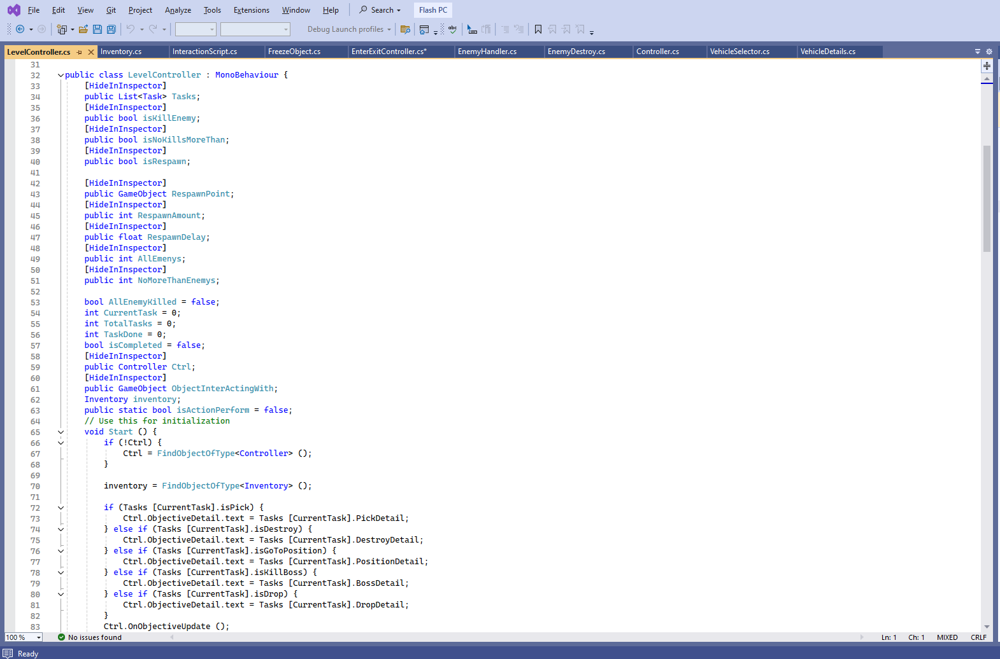 File Edit View Git Project Analyze Tools Extensions Window Help Search Flash PC
Debug Launch profiles abc
LevelController.cs Inventory.cs InteractionScript.cs FreezeObject.cs EnterExitController.cs* EnemyHandler.cs EnemyDestroy.cs Controller.cs VehicleSelector.cs VehicleDetails.cs
31
32 public class LevelController : MonoBehaviour {
33 [HideInInspector]
34 public List<Task> Tasks;
35 [HideInInspector]
36 public bool isKillEnemy;
37 [HideInInspector]
38 public bool isNoKillsMoreThan;
39 [HideInInspector]
40 public bool isRespawn;
41
42 [HideInInspector]
43 public GameObject RespawnPoint;
44 [HideInInspector]
45 public int RespawnAmount;
46 [HideInInspector]
47 public float RespawnDelay;
48 [HideInInspector]
49 public int AllEmenys;
50 [HideInInspector]
51 public int NoMoreThanEnemys;
52
53 bool AllEnemyKilled = false;
54 int CurrentTask = 0;
55 int TotalTasks = 0;
56 int TaskDone = 0;
57 bool isCompleted = false;
58 [HideInInspector]
59 public Controller Ctrl;
60 [HideInInspector]
61 public GameObject ObjectInterActingWith;
62 Inventory inventory;
63 public static bool isActionPerform = false;
64 // Use this for initialization
65 void Start () {
66 if (!Ctrl) {
67 Ctrl = FindObjectOfType<Controller> ();
68 }
69
70 inventory = FindObjectOfType<Inventory> ();
71
72 if (Tasks [CurrentTask].isPick) {
73 Ctrl.ObjectiveDetail.text = Tasks [CurrentTask].PickDetail;
74 } else if (Tasks [CurrentTask].isDestroy) {
75 Ctrl.ObjectiveDetail.text = Tasks [CurrentTask].DestroyDetail;
76 } else if (Tasks [CurrentTask].isGoToPosition) {
77 Ctrl.ObjectiveDetail.text = Tasks [CurrentTask].PositionDetail;
78 } else if (Tasks [CurrentTask].isKillBoss) {
79 Ctrl.ObjectiveDetail.text = Tasks [CurrentTask].BossDetail;
80 } else if (Tasks [CurrentTask].isDrop) {
81 Ctrl.ObjectiveDetail.text = Tasks [CurrentTask].DropDetail;
82 }
83 Ctrl.OnObjectiveUpdate ();
100 % No issues found Ln: 1 Ch: 1 MIXED CRLF
Ready